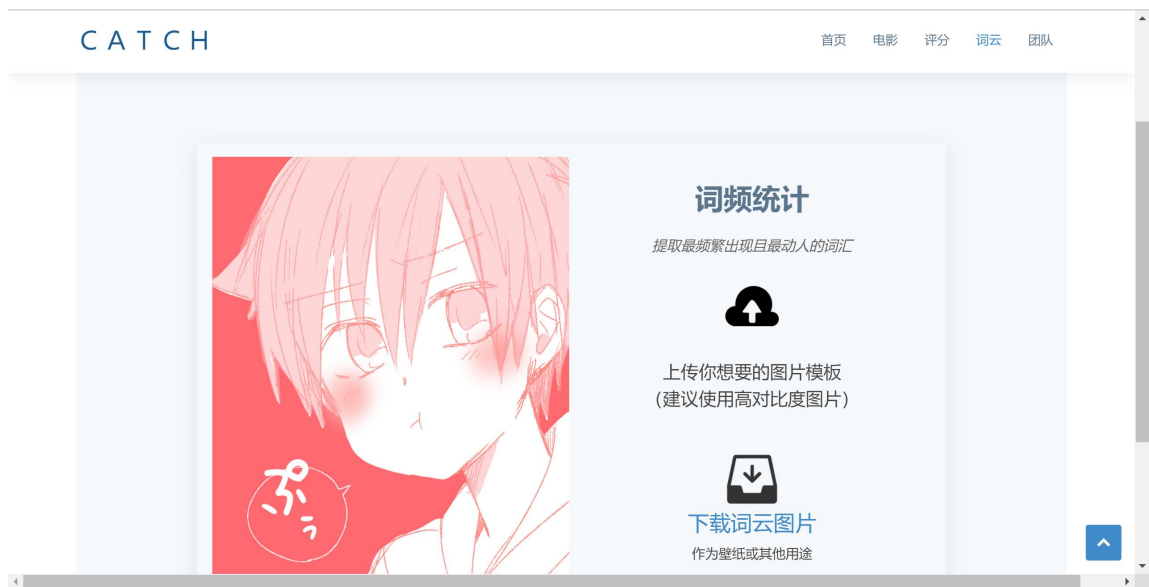 CATCH
首页 电影 评分 词云 团队
词频统计
提取最频繁出现且最动人的词汇
上传你想要的图片模板
(建议使用高对比度图片)
下载词云图片
作为壁纸或其他用途
ぷぅ